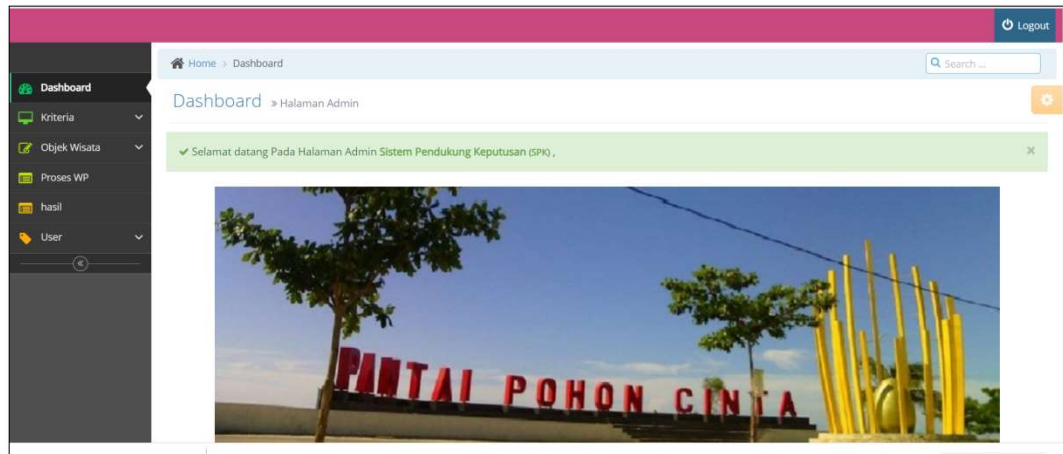 Logout
Home > Dashboard
Search ...
Dashboard
Kriteria
Objek Wisata
Proses WP
hasil
User
Dashboard » Halaman Admin
Selamat datang Pada Halaman Admin Sistem Pendukung Keputusan (SPK) ,
PANTAI POHON CINTA